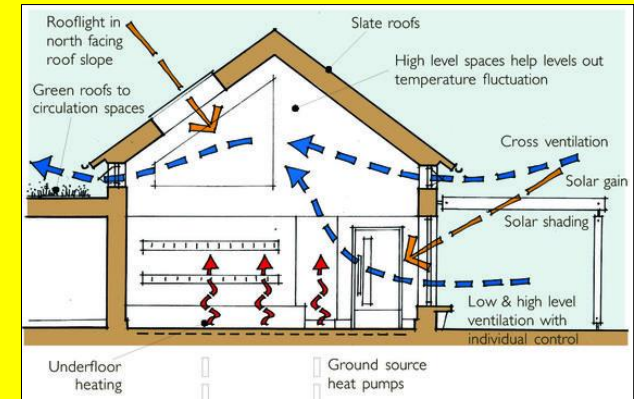 Rooflight in
north facing
roof slope
Slate roofs
High level spaces help levels out
temperature fluctuation
Green roofs to
circulation spaces
Cross ventilation
Solar gain
Solar shading
Low & high level
ventilation with
individual control
Underfloor
heating
Ground source
heat pumps